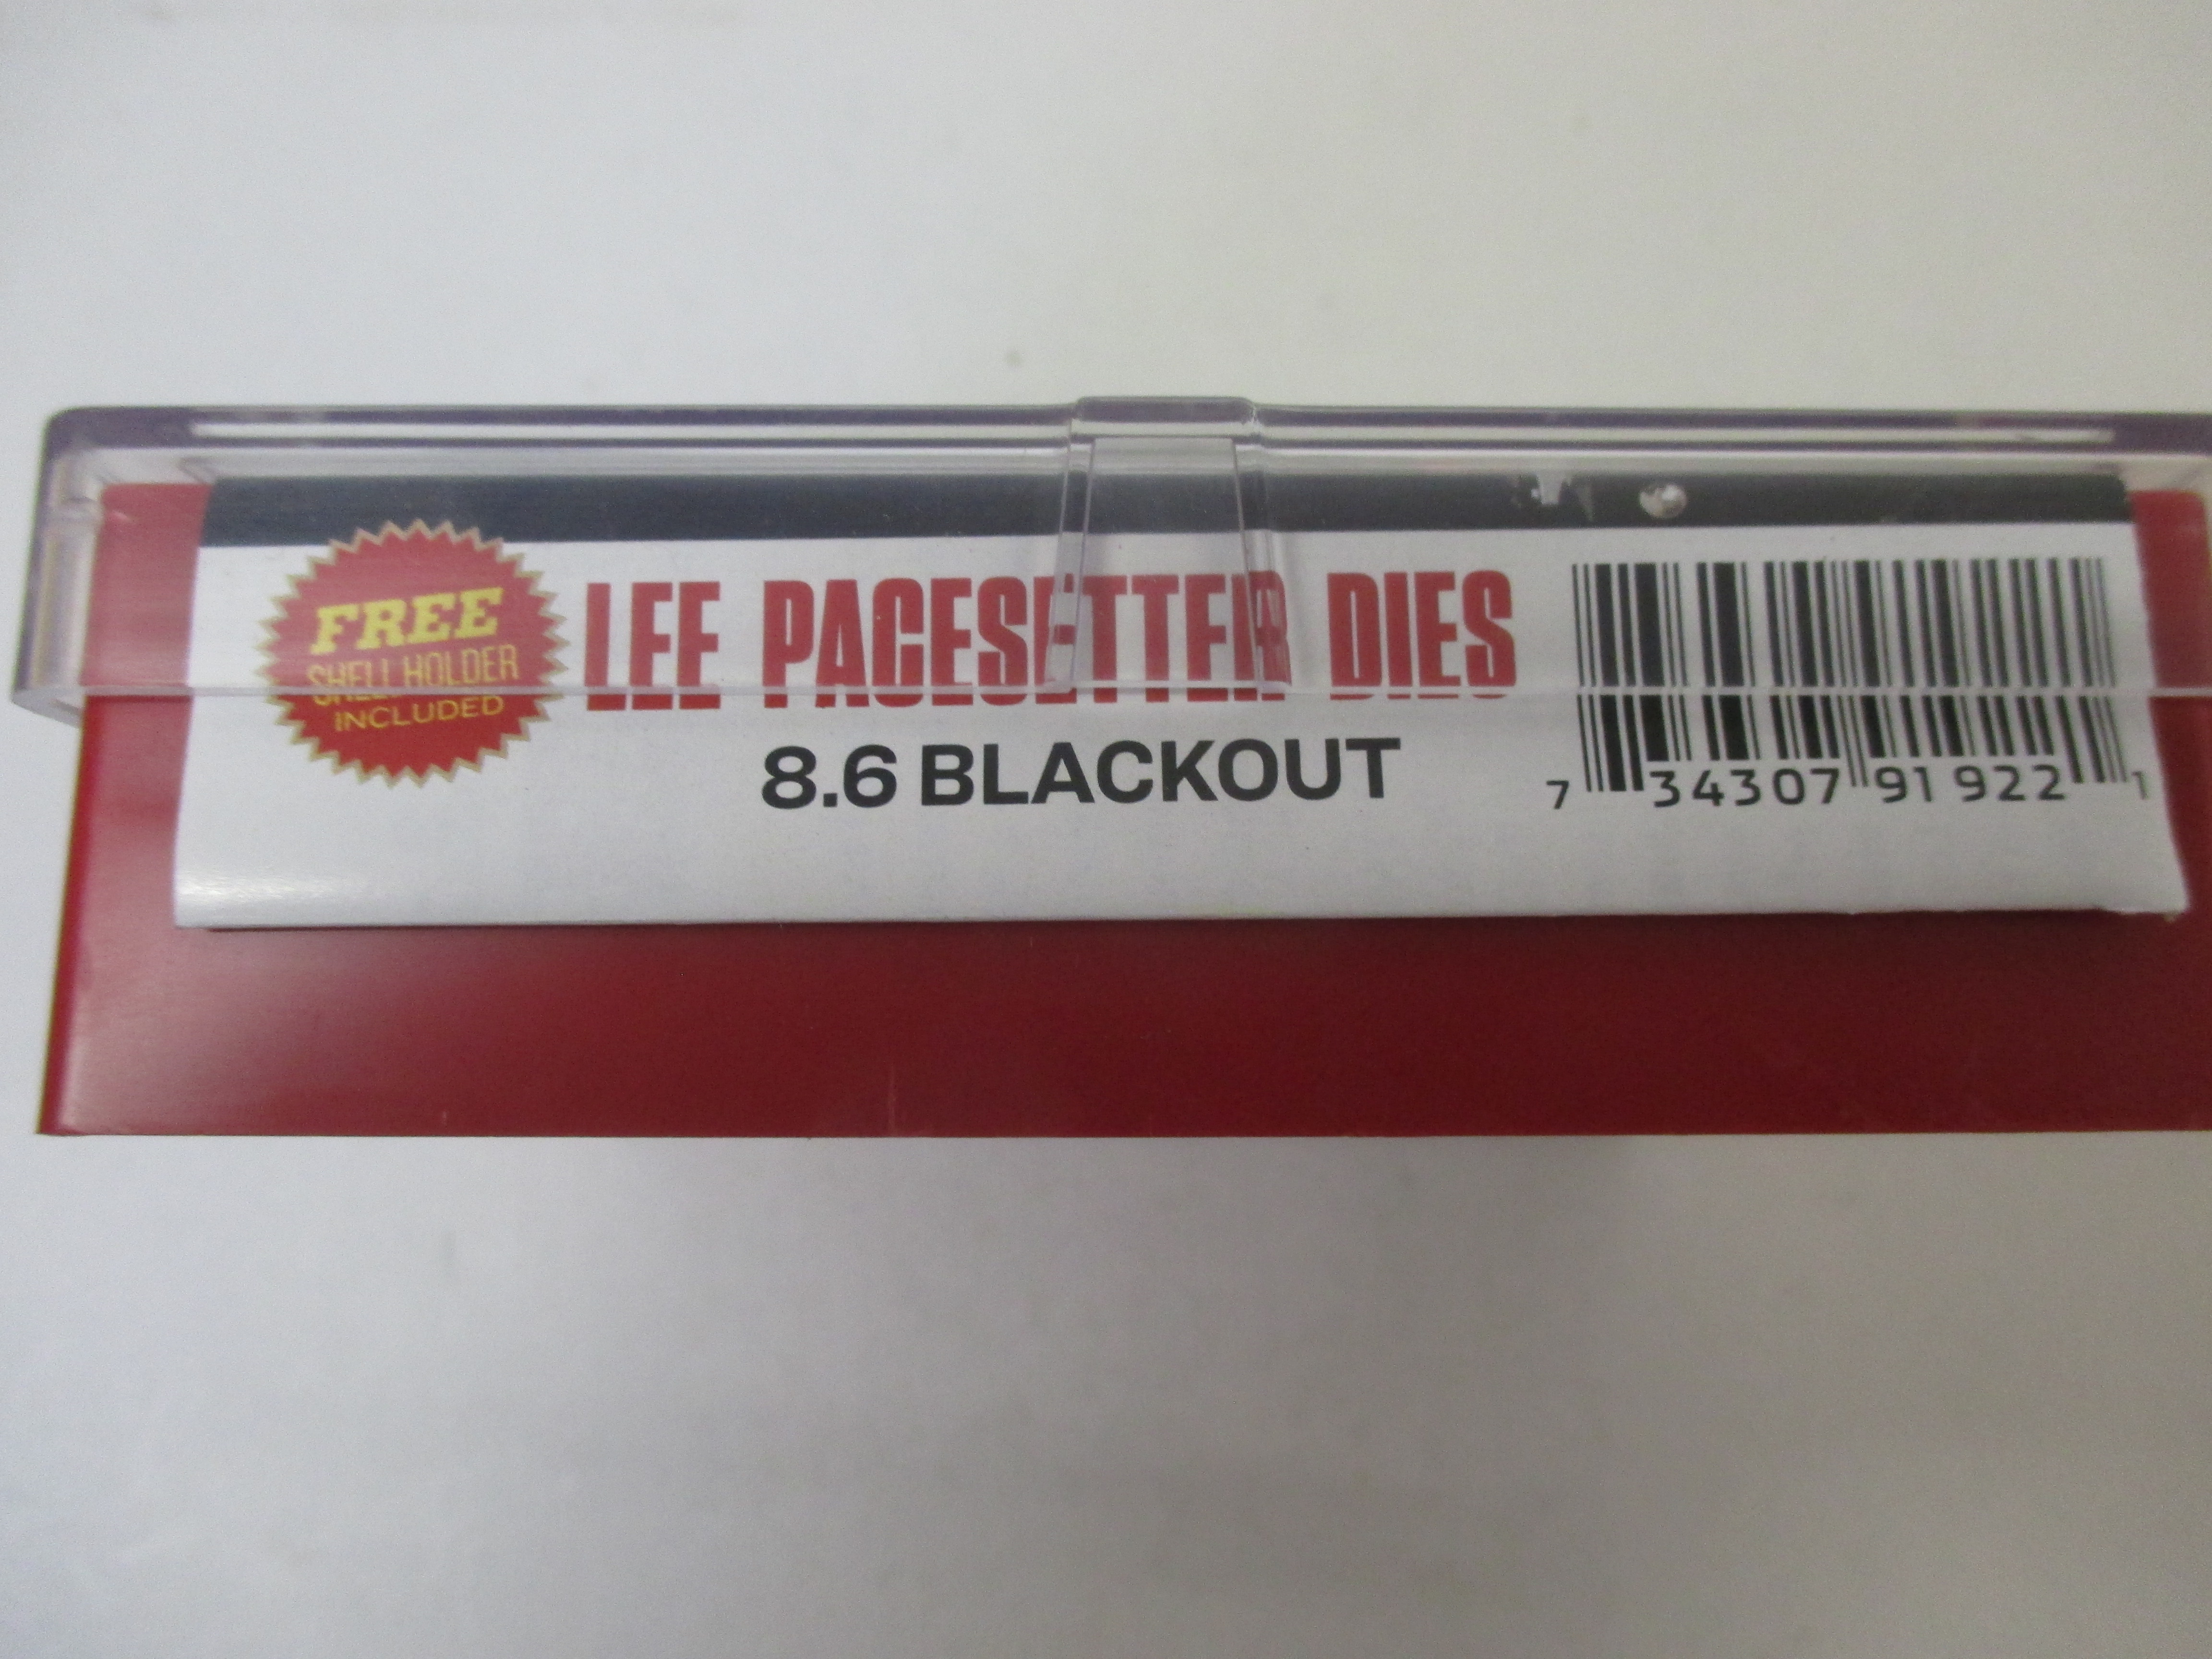 FREE
SHELL HOLDER
INCLUDED
LEE PACESETTER DIES
8.6 BLACKOUT
7 34307 91922 1